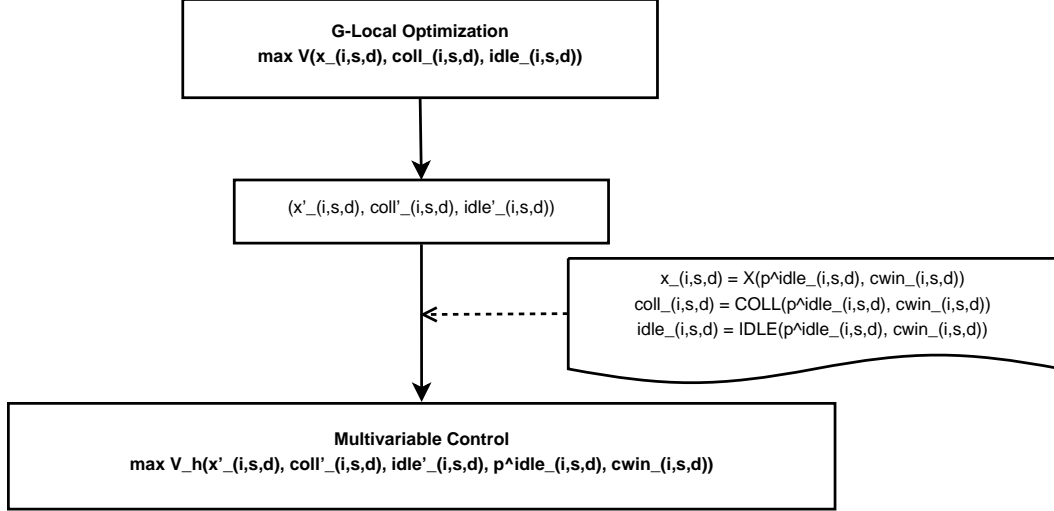 G-Local Optimization
max V(x_(i,s,d), coll_(i,s,d), idle_(i,s,d))
(x’_(i,s,d), coll’_(i,s,d), idle’_(i,s,d))
x_(i,s,d) = X(p^idle_(i,s,d), cwin_(i,s,d))
coll_(i,s,d) = COLL(p^idle_(i,s,d), cwin_(i,s,d))
idle_(i,s,d) = IDLE(p^idle_(i,s,d), cwin_(i,s,d))
Multivariable Control
max V_h(x’_(i,s,d), coll’_(i,s,d), idle’_(i,s,d), p^idle_(i,s,d), cwin_(i,s,d))